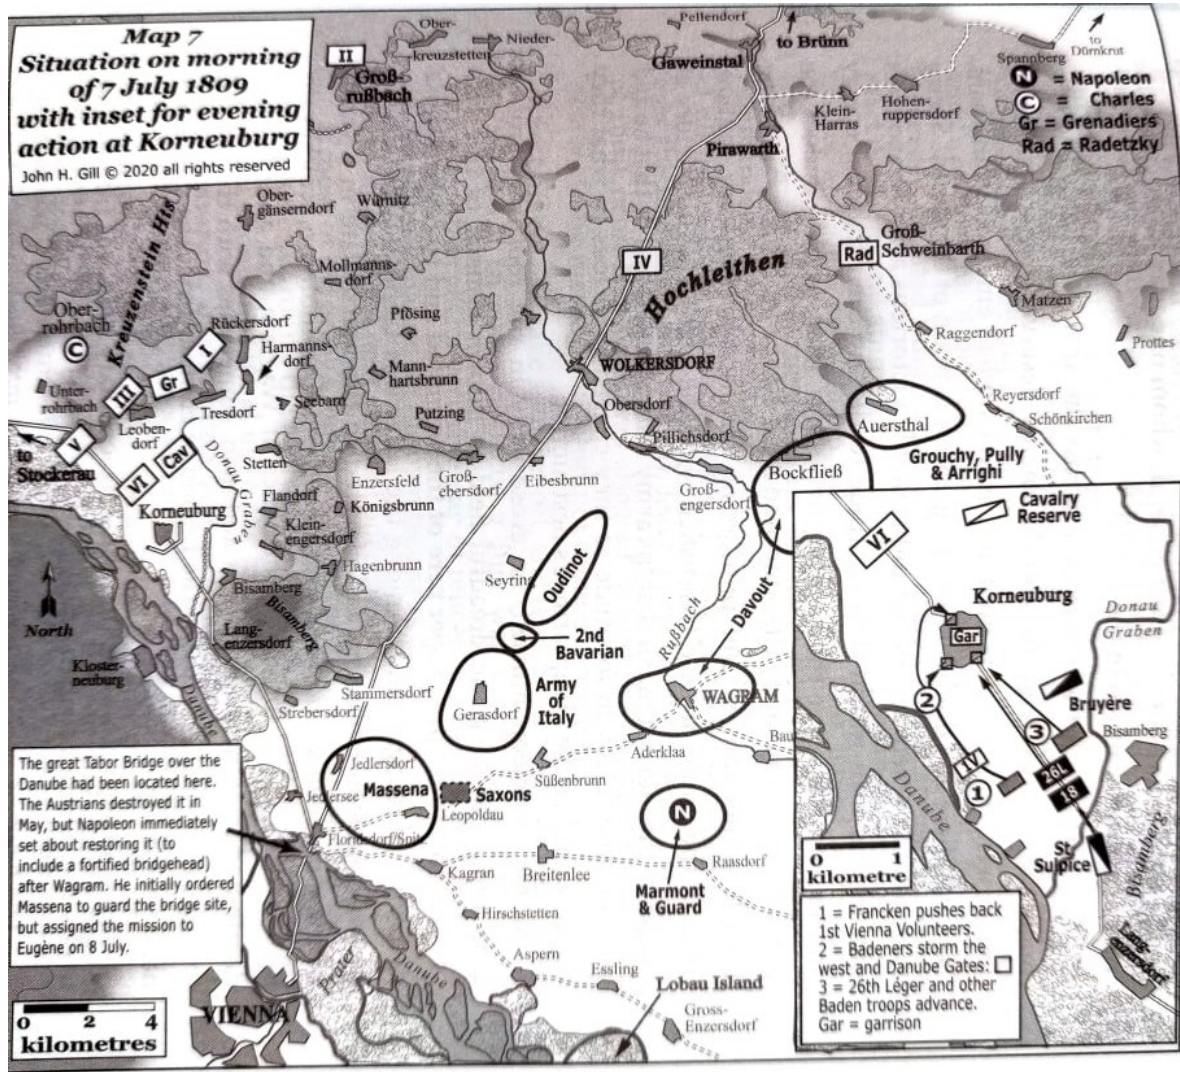 Map 7
Situation on morning
of 7 July 1809
with inset for evening
action at Korneuburg
John H. Gill © 2020 all rights reserved
Ober-
kreuzstetten
Nieder-
II
Groß-
rußbach
Pellendorf
to Brünn
Gaweinstal
to
Dürnkrut
Spannberg
N = Napoleon
C = Charles
Gr = Grenadiers
Rad = Radetzky
Klein-
Harras
Hohen-
ruppersdorf
Pirawarth
Ober-
gänserndorf
Würnitz
Kreuzenstein Hts
Mollmanns-
dorf
IV
Hochleithen
Rad
Groß-
Schweinbarth
Matzen
Ober-
rohrbach
C
Rückersdorf
Harmanns-
dorf
Pfösing
Raggendorf
Prottes
I
Gr
III
Unter-
rohrbach
Tresdorf
Seebarn
Mann-
hartsbrunn
WOLKERSDORF
Reyersdorf
Leoben-
dorf
Putzing
Obersdorf
Auersthal
Schönkirchen
V
to
Stockerau
VI
Cav
Donau
Graben
Stetten
Enzersfeld
Groß-
ebersdorf
Eibesbrunn
Pillichsdorf
Grouchy, Pully
& Arrighi
Bockfließ
Korneuburg
Flandorf
Königsbrunn
Groß-
engersdorf
Klein-
engersdorf
Hagenbrunn
Seyring
Oudinot
Bisamberg
Bisamberg
North
Lang-
enzersdorf
2nd
Bavarian
Rußbach
Davout
Kloster-
neuburg
Danube
Stammersdorf
Strebersdorf
Gerasdorf
Army
of
Italy
WAGRAM
Aderklaa
Bau
Süßenbrunn
Jedlersdorf
Massena
Saxons
Leopoldau
Jedlersee
Floridsdorf/Spitz
N
Marmont
& Guard
Kagran
Breitenlee
Raasdorf
Hirschstetten
Aspern
Essling
Lobau Island
Gross-
Enzersdorf
Prater
Danube
VIENNA
The great Tabor Bridge over the
Danube had been located here.
The Austrians destroyed it in
May, but Napoleon immediately
set about restoring it (to
include a fortified bridgehead)
after Wagram. He initially ordered
Massena to guard the bridge site,
but assigned the mission to
Eugène on 8 July.
0 2 4
kilometres
VI
Cavalry
Reserve
Korneuburg
Gar
Donau
Graben
2
Bruyère
3
Bisamberg
LV
1
26L
18
Danube
St
Sulpice
Bisamberg
Lang-
enzersdorf
0 1
kilometre
1 = Francken pushes back
1st Vienna Volunteers.
2 = Badeners storm the
west and Danube Gates:
3 = 26th Léger and other
Baden troops advance.
Gar = garrison